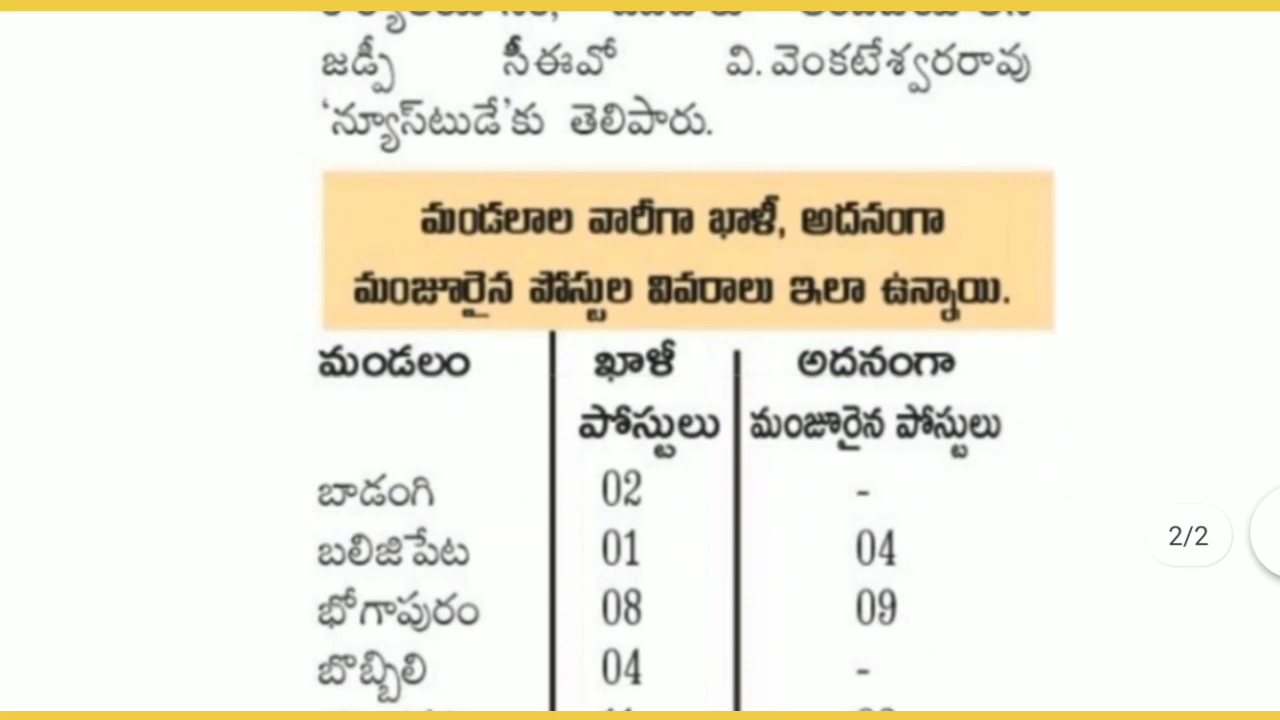 జడ్పీ సీఈవో వి. వెంకటేశ్వరరావు
'న్యూస్‌టుడే'కు తెలిపారు.
మండలాల వారీగా ఖాళీ, అదనంగా
మంజూరైన పోస్టుల వివరాలు ఇలా ఉన్నాయి.
మండలం ఖాళీ అదనంగా
పోస్టులు మంజూరైన పోస్టులు
బాడంగి 02 -
బలిజిపేట 01 04
భోగాపురం 08 09
బొబ్బిలి 04 -
2/2